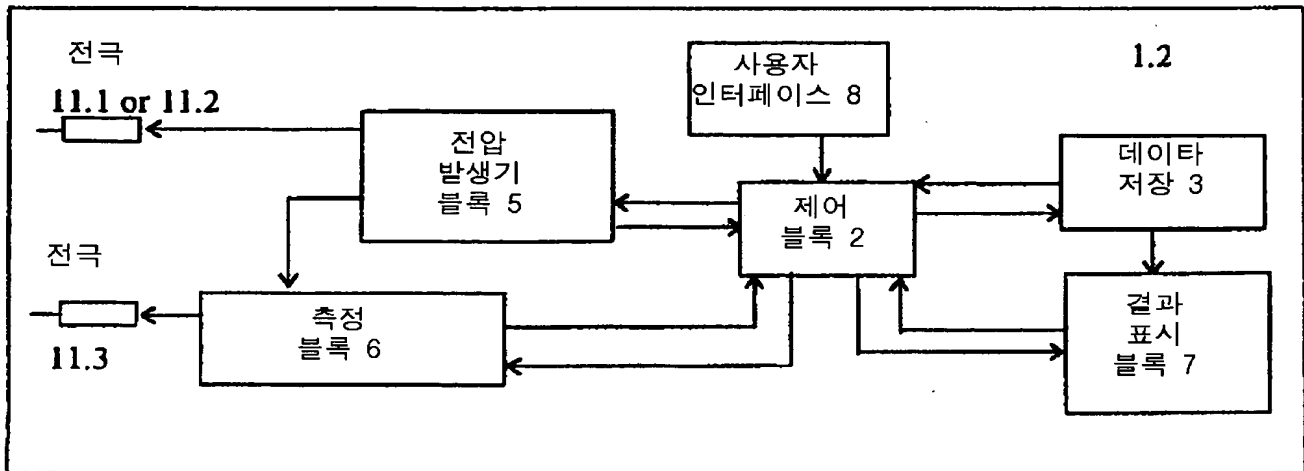 전극
11.1 or 11.2
전압
발생기
블록 5
사용자
인터페이스 8
1.2
데이타
저장 3
제어
블록 2
전극
11.3
측정
블록 6
결과
표시
블록 7